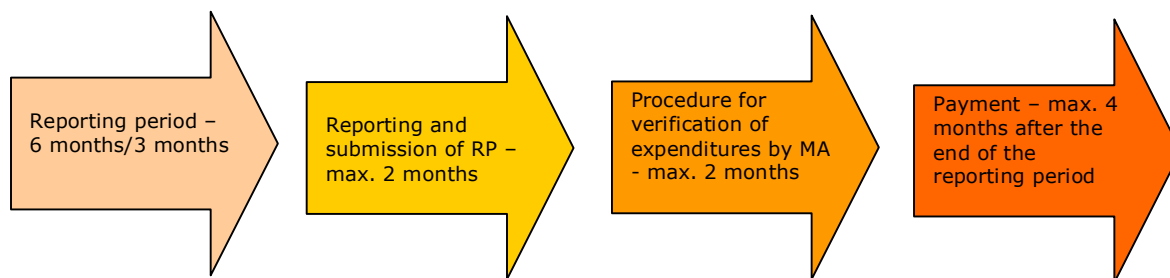 Reporting period –
6 months/3 months
Reporting and
submission of RP –
max. 2 months
Procedure for
verification of
expenditures by MA
- max. 2 months
Payment – max. 4
months after the
end of the
reporting period